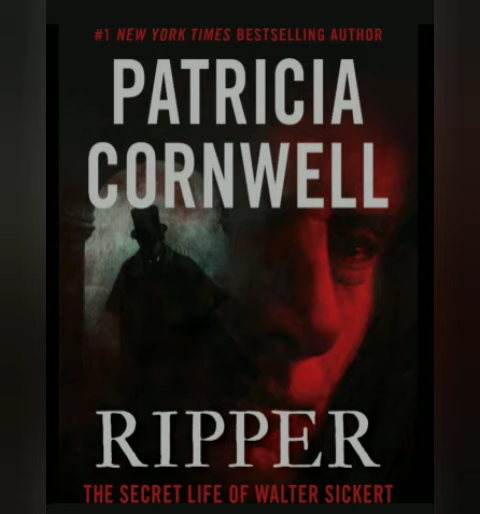 #1 NEW YORK TIMES BESTSELLING AUTHOR
PATRICIA
CORNWELL
RIPPER
THE SECRET LIFE OF WALTER SICKERT